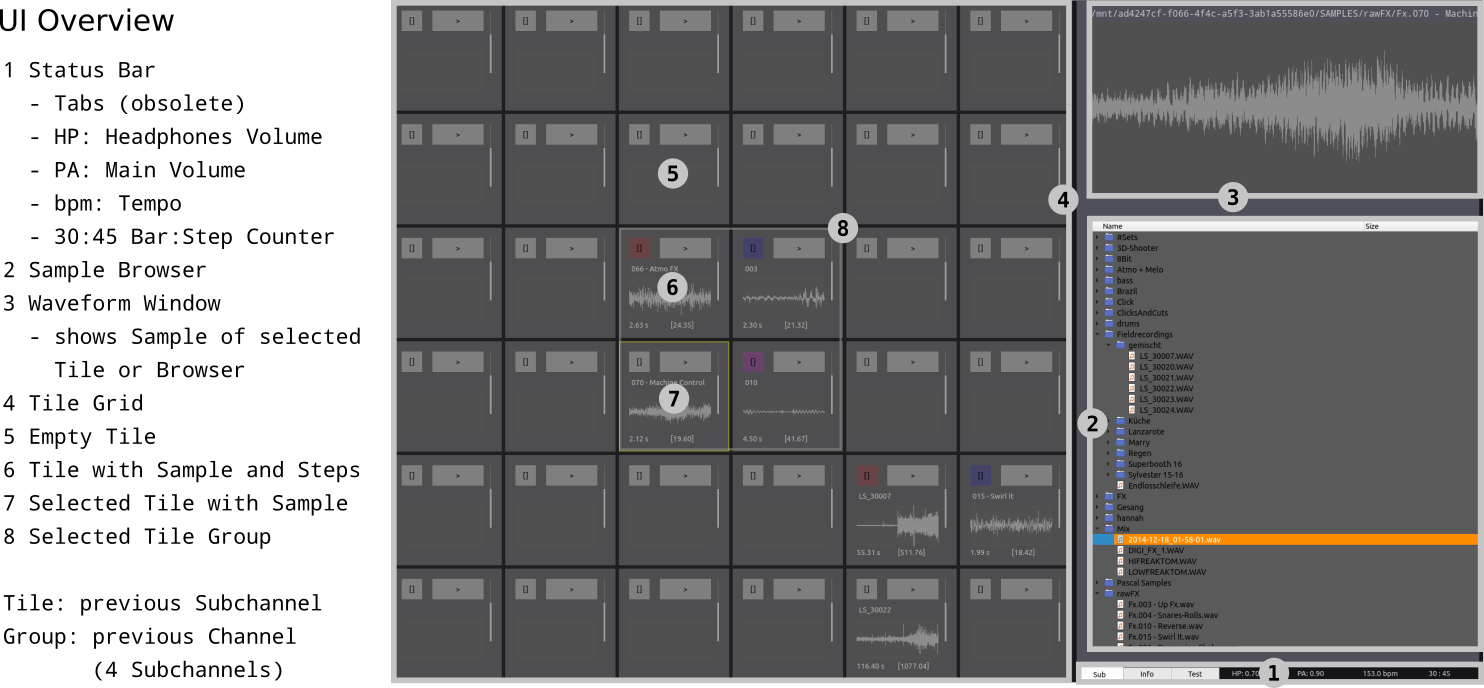 UI Overview
1 Status Bar
- Tabs (obsolete)
- HP: Headphones Volume
- PA: Main Volume
- bpm: Tempo
- 30:45 Bar:Step Counter
2 Sample Browser
3 Waveform Window
- shows Sample of selected
Tile or Browser
4 Tile Grid
5 Empty Tile
6 Tile with Sample and Steps
7 Selected Tile with Sample
8 Selected Tile Group
Tile: previous Subchannel
Group: previous Channel
(4 Subchannels)
[] > [] > [] > [] > [] > [] >
[] > [] > [] > [] > [] > [] >
5
4
8
[] > [] > [] > [] > [] > [] >
066 - Atmo FX 003
6
2.63 s [24.35] 2.30 s [21.32]
[] > [] > [] > [] > [] > [] >
070 - Machine Control 010
7
2.12 s [19.60] 4.50 s [41.67]
[] > [] > [] > [] > [] > [] >
LS_30007 015 - Swirl It
55.31 s [511.76] 1.99 s [18.42]
[] > [] > [] > [] > [] > [] >
LS_30022
116.40 s [1077.04]
/mnt/ad4247cf-f066-4f4c-a5f3-3ab1a55586e0/SAMPLES/rawFX/Fx.070 - Machin
3
Name Size
#Sets
3D-Shooter
8Bit
Atmo + Melo
bass
Brazil
Click
ClicksAndCuts
drums
Fieldrecordings
gemischt
LS_30007.WAV
LS_30020.WAV
LS_30021.WAV
LS_30022.WAV
LS_30023.WAV
LS_30024.WAV
2
Küche
Lanzarote
Marry
Regen
Superbooth 16
Sylvester 15-16
Endlosschleife.WAV
FX
Gesang
hannah
Mix
2014-12-18_01-58-01.wav
DIGI_FX_1.WAV
HIFREAKTOM.WAV
LOWFREAKTOM.WAV
Pascal Samples
rawFX
Fx.003 - Up Fx.wav
Fx.004 - Snares-Rolls.wav
Fx.010 - Reverse.wav
Fx.015 - Swirl It.wav
Sub Info Test HP: 0.70 1 PA: 0.90 153.0 bpm 30 : 45